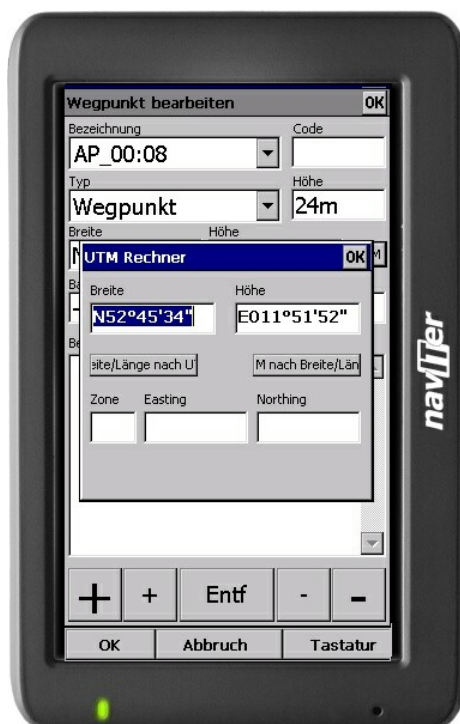 Wegpunkt bearbeiten OK
Bezeichnung Code
AP_00:08
Typ Höhe
Wegpunkt 24m
Breite Höhe
UTM Rechner OK
Breite Höhe
N52°45'34" E011°51'52"
eite/Länge nach U M nach Breite/Län
Zone Easting Northing
+ + Entf - -
OK Abbruch Tastatur
naviter